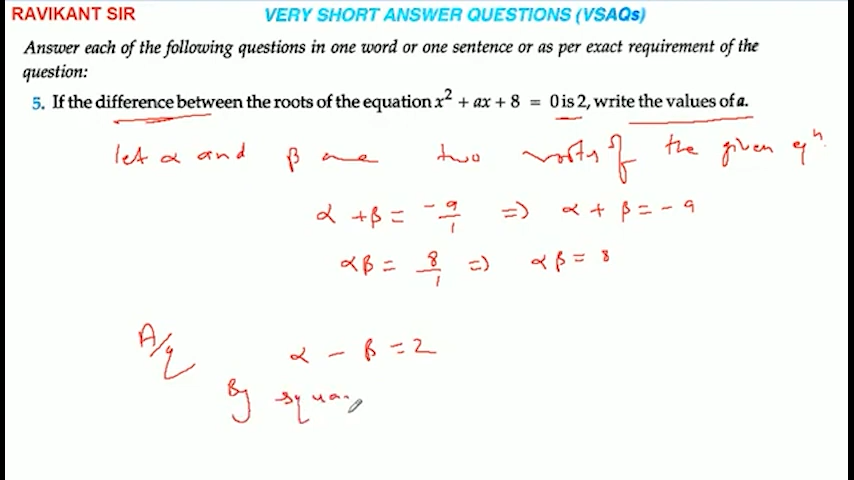 RAVIKANT SIR VERY SHORT ANSWER QUESTIONS (VSAQs)
Answer each of the following questions in one word or one sentence or as per exact requirement of the
question:
5. If the difference between the roots of the equation x² + ax + 8 = 0 is 2, write the values of a.
let α and β are two roots of the given eqⁿ.
α + β = -a/1 ⇒ α + β = - a
αβ = 8/1 ⇒ αβ = 8
A/q α - β = 2
By squa